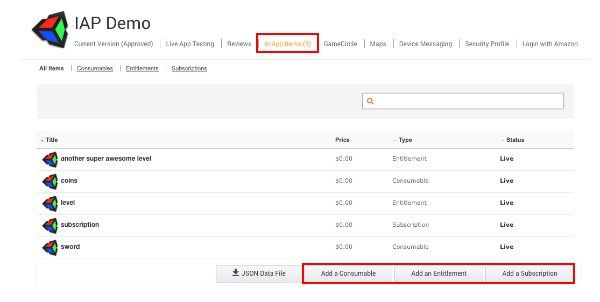 IAP Demo
Current Version (Approved) Live App Testing Reviews In-App Items (5) GameCircle Maps Device Messaging Security Profile Login with Amazon
All items Consumables Entitlements Subscriptions
Title Price Type Status
another super awesome level $0.00 Entitlement Live
coins $0.00 Consumable Live
level $0.00 Entitlement Live
subscription $0.00 Subscription Live
sword $0.00 Consumable Live
JSON Data File Add a Consumable Add an Entitlement Add a Subscription